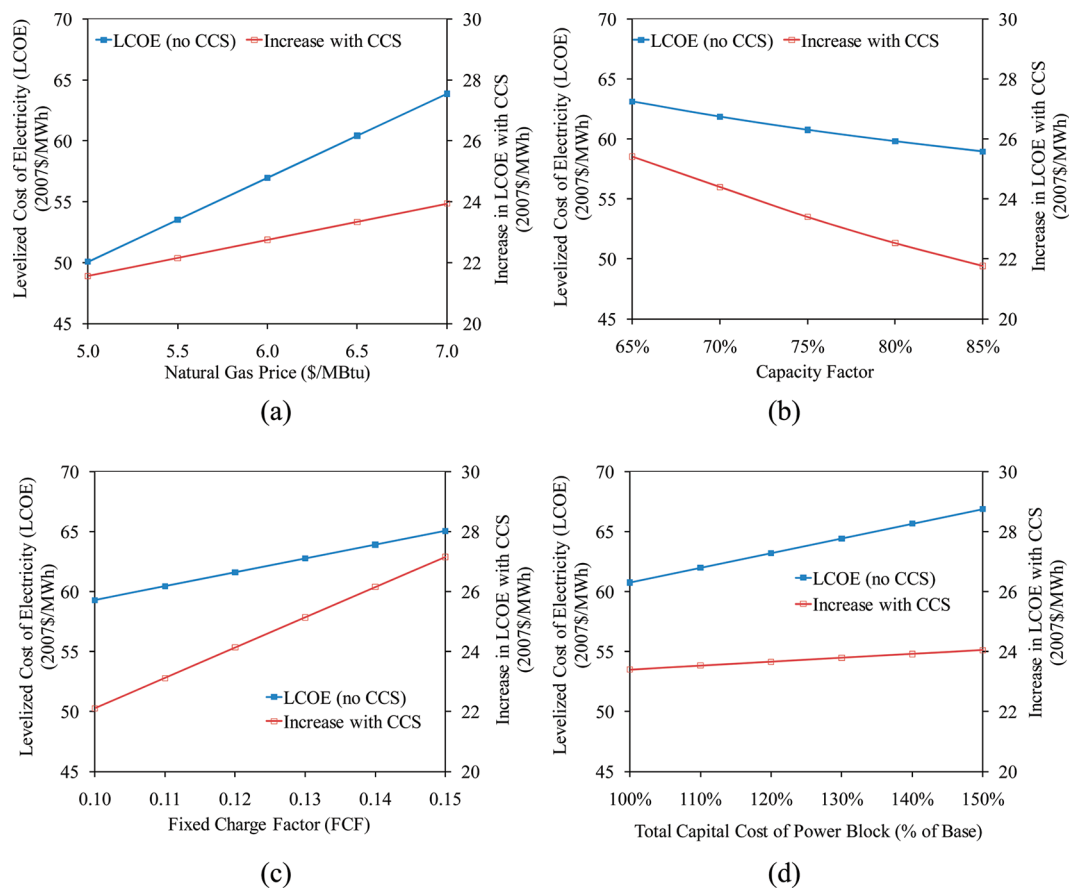 70
65
60
55
50
45
Levelized Cost of Electricity (LCOE)
(2007$/MWh)
LCOE (no CCS)
Increase with CCS
30
28
26
24
22
20
Increase in LCOE with CCS
(2007$/MWh)
5.0 5.5 6.0 6.5 7.0
Natural Gas Price ($/MBtu)
(a)
70
65
60
55
50
45
Levelized Cost of Electricity (LCOE)
(2007$/MWh)
LCOE (no CCS)
Increase with CCS
30
28
26
24
22
20
Increase in LCOE with CCS
(2007$/MWh)
65% 70% 75% 80% 85%
Capacity Factor
(b)
70
65
60
55
50
45
Levelized Cost of Electricity (LCOE)
(2007$/MWh)
LCOE (no CCS)
Increase with CCS
30
28
26
24
22
20
Increase in LCOE with CCS
(2007$/MWh)
0.10 0.11 0.12 0.13 0.14 0.15
Fixed Charge Factor (FCF)
(c)
70
65
60
55
50
45
Levelized Cost of Electricity (LCOE)
(2007$/MWh)
LCOE (no CCS)
Increase with CCS
30
28
26
24
22
20
Increase in LCOE with CCS
(2007$/MWh)
100% 110% 120% 130% 140% 150%
Total Capital Cost of Power Block (% of Base)
(d)